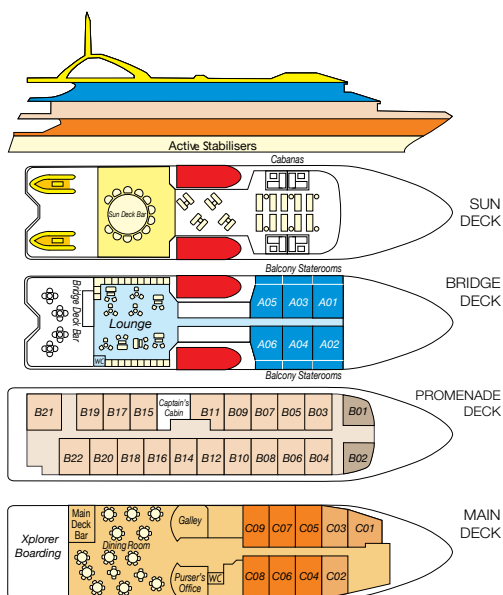 Active Stabilisers
Cabanas
Sun Deck Bar
SUN
DECK
Balcony Staterooms
BRIDGE
DECK
Bridge Deck Bar
Lounge
WC
A05 A03 A01
A06 A04 A02
Balcony Staterooms
PROMENADE
DECK
B21 B19 B17 B15
Captain's
Cabin
B11 B09 B07 B05 B03 B01
B22 B20 B18 B16 B14 B12 B10 B08 B06 B04 B02
MAIN
DECK
Main
Deck
Bar
Galley
C09 C07 C05 C03 C01
Xplorer
Boarding
Dining Room
Purser's
Office
WC
C08 C06 C04 C02